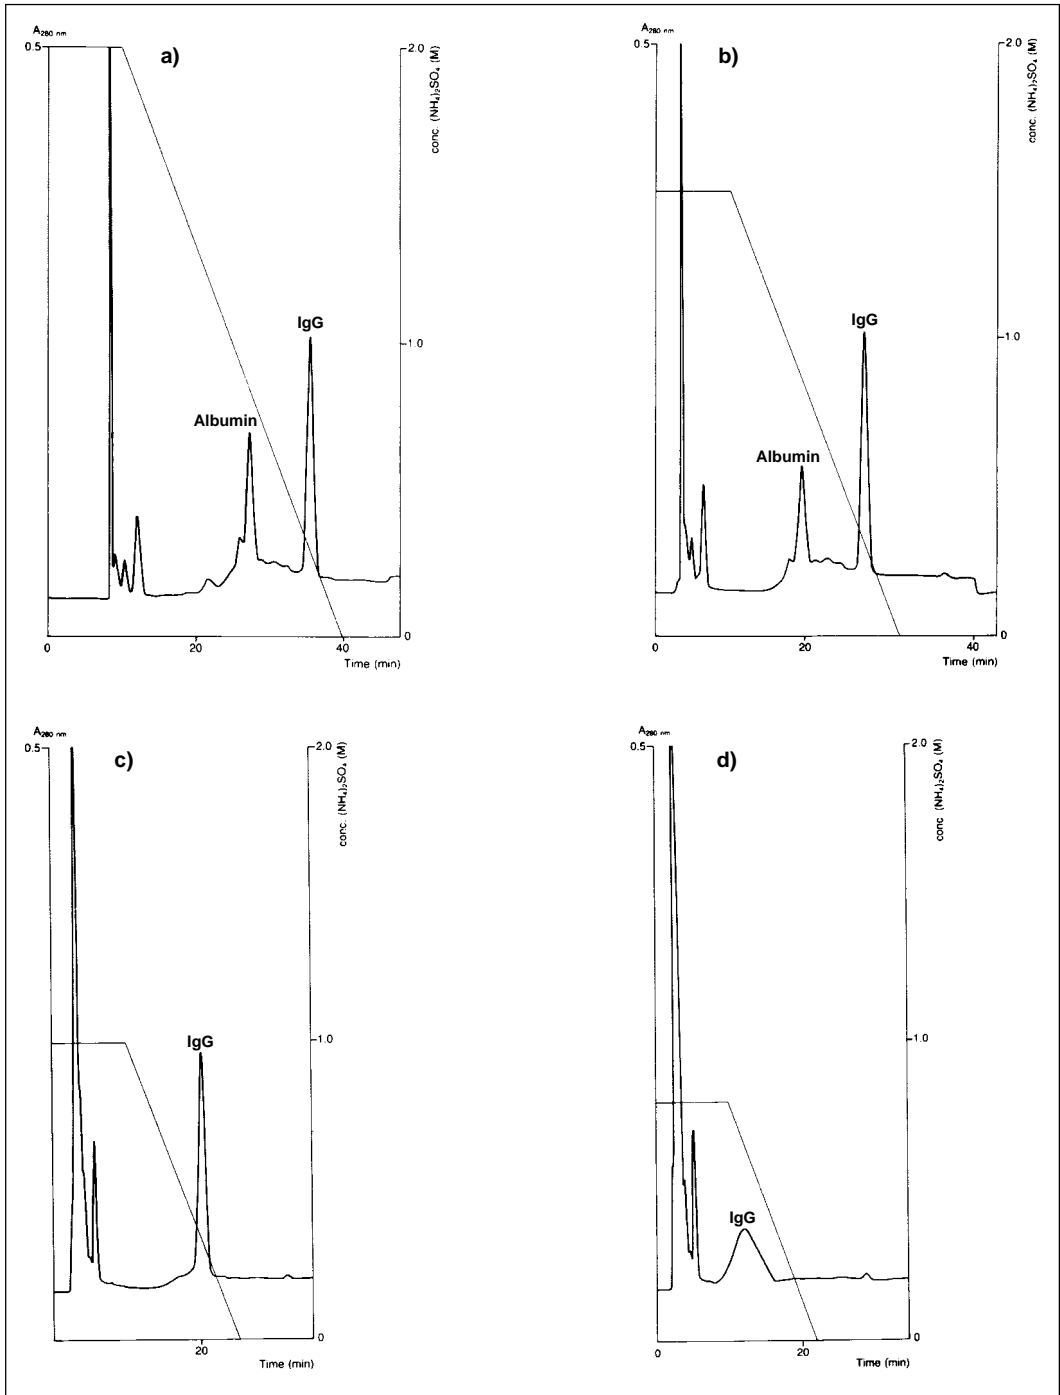 A280 nm
a)
0.5
2.0
conc. (NH4)2SO4 (M)
IgG
1.0
Albumin
0
0
20
40
Time (min)
A280 nm
b)
0.5
2.0
conc. (NH4)2SO4 (M)
IgG
1.0
Albumin
0
0
20
40
Time (min)
A280 nm
c)
0.5
2.0
conc. (NH4)2SO4 (M)
IgG
1.0
0
20
Time (min)
A280 nm
d)
0.5
2.0
conc (NH4)2SO4 (M)
1.0
IgG
0
0
20
Time (min)